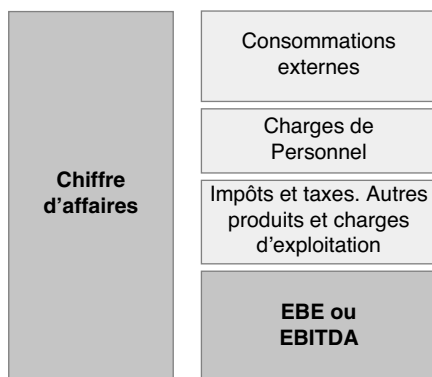 Chiffre
d'affaires
Consommations
externes
Charges de
Personnel
Impôts et taxes. Autres
produits et charges
d'exploitation
EBE ou
EBITDA